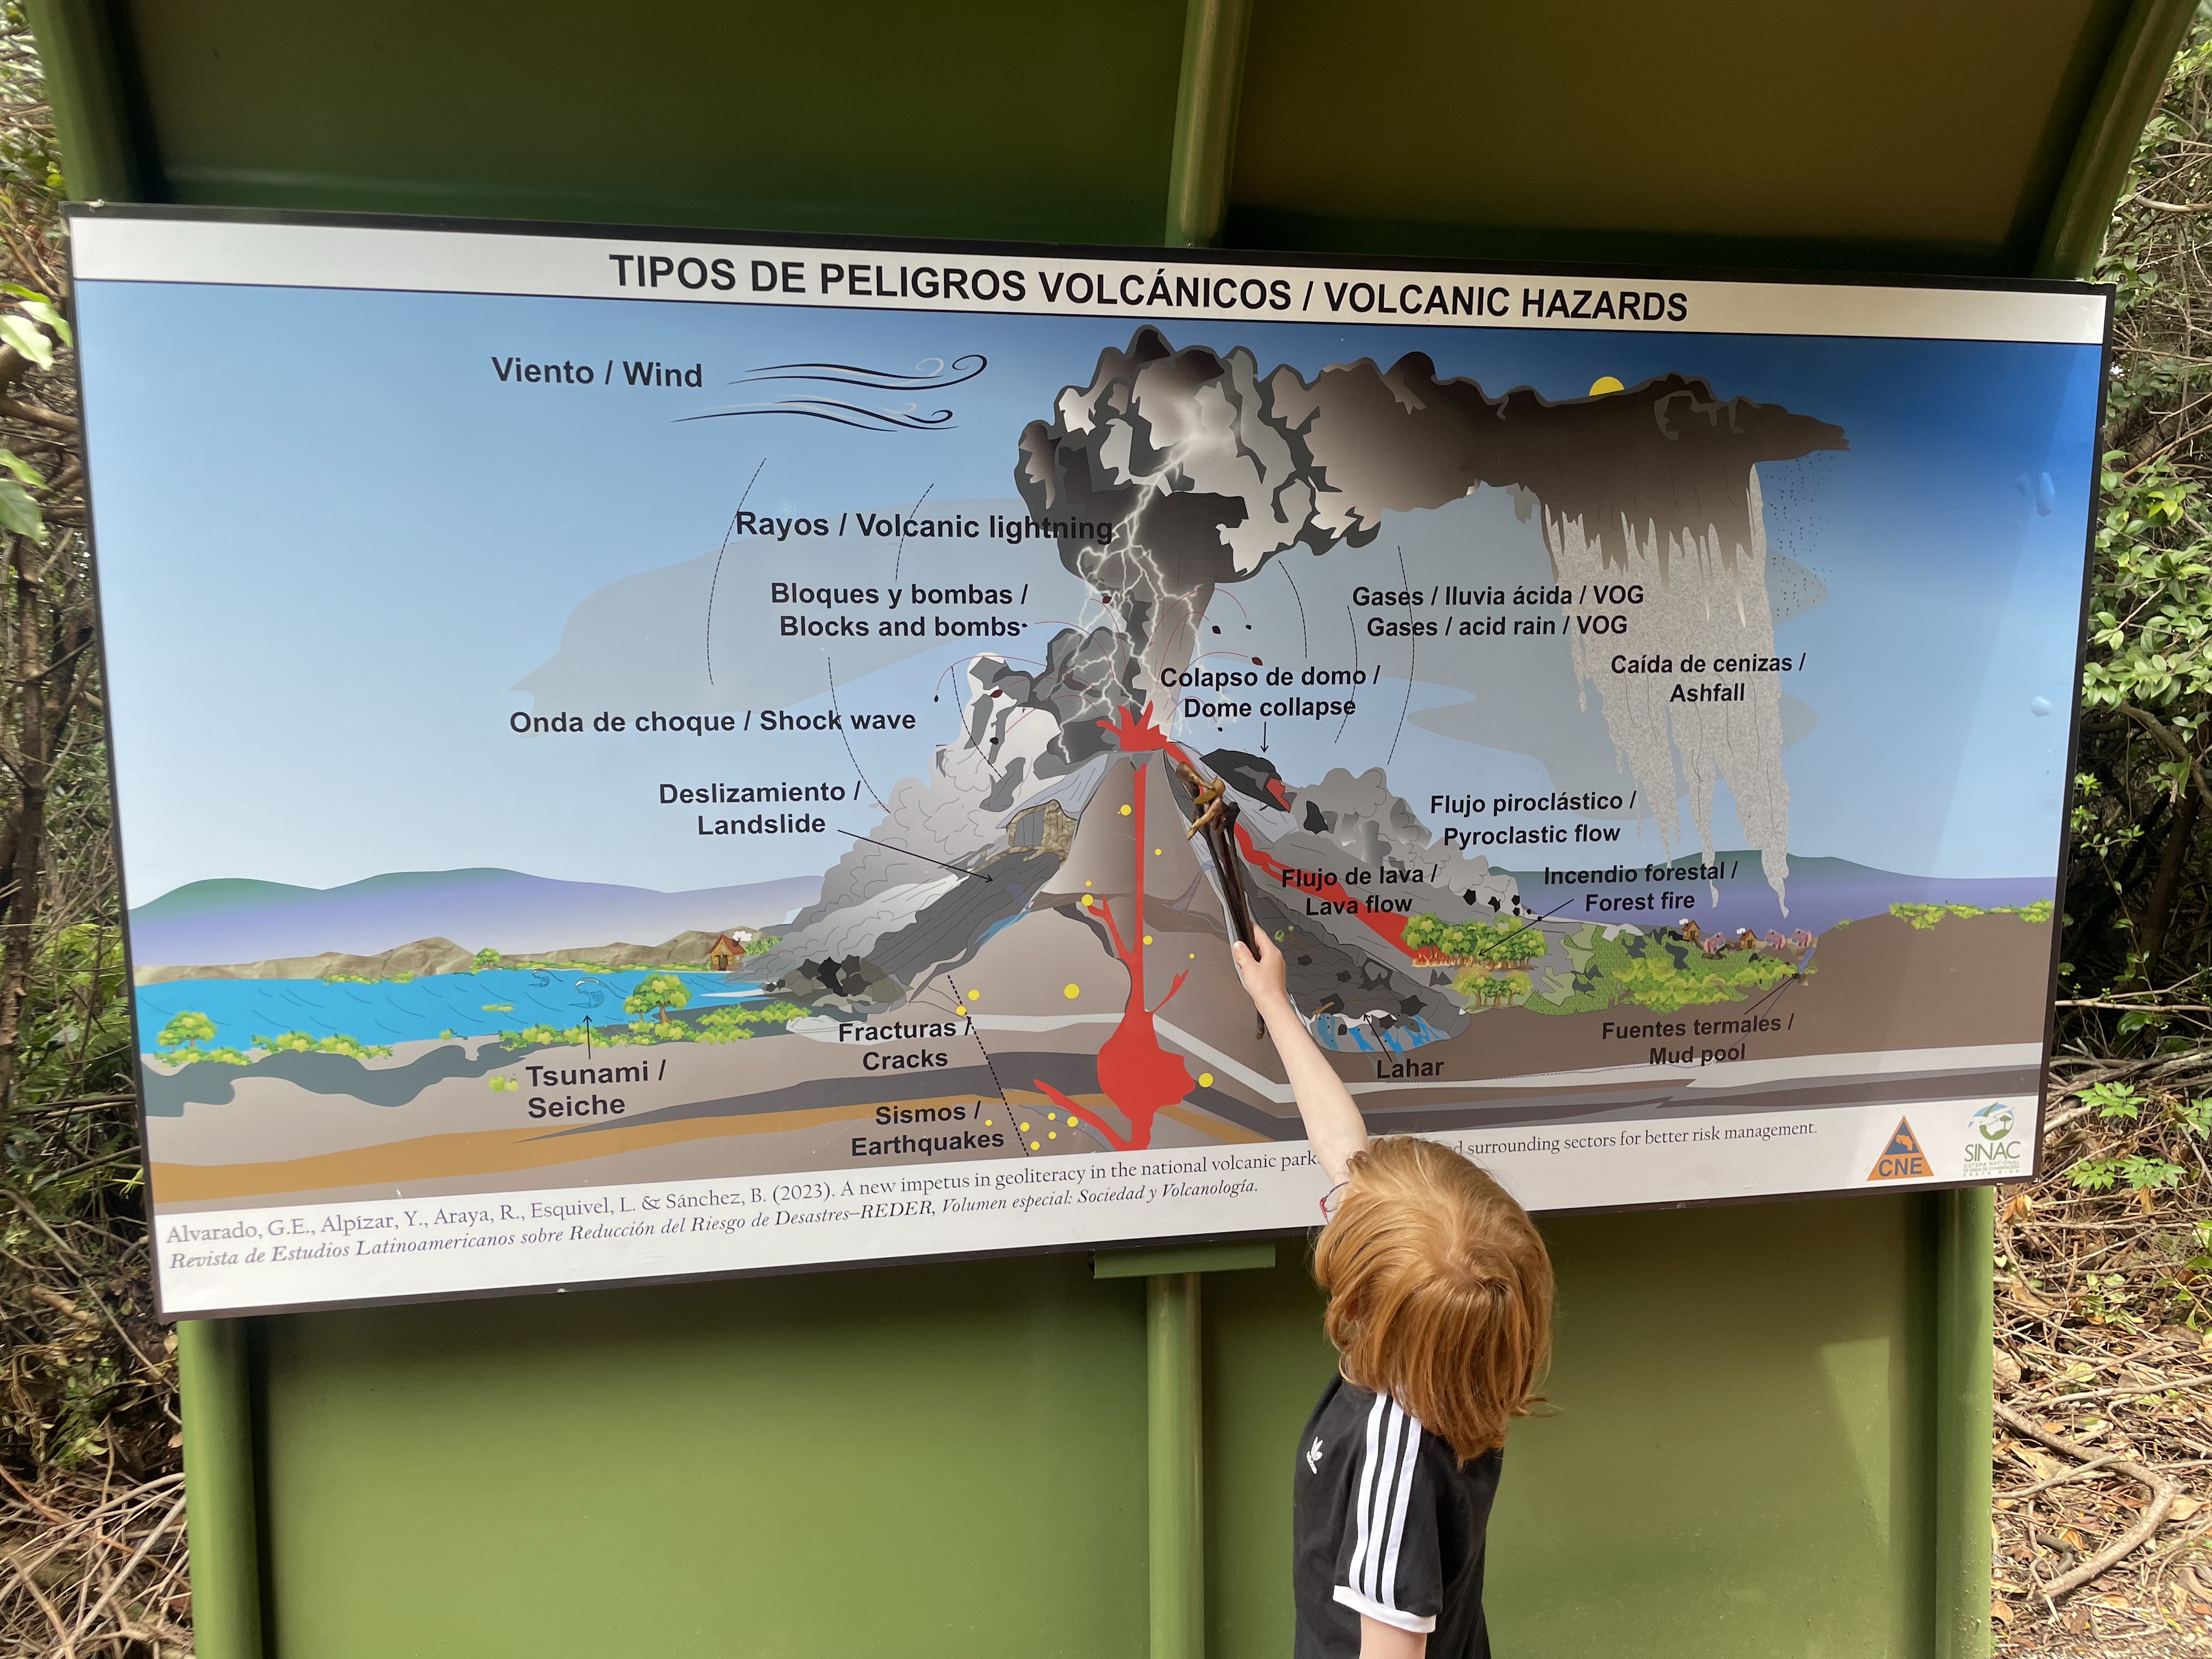 TIPOS DE PELIGROS VOLCÁNICOS / VOLCANIC HAZARDS
Viento / Wind
Rayos / Volcanic lightning
Bloques y bombas /
Blocks and bombs
Gases / lluvia ácida / VOG
Gases / acid rain / VOG
Colapso de domo /
Dome collapse
Caída de cenizas /
Ashfall
Onda de choque / Shock wave
Deslizamiento /
Landslide
Flujo piroclástico /
Pyroclastic flow
Flujo de lava /
Lava flow
Incendio forestal /
Forest fire
Fracturas /
Cracks
Fuentes termales /
Mud pool
Lahar
Tsunami /
Seiche
Sismos /
Earthquakes
Alvarado, G.E., Alpízar, Y., Araya, R., Esquivel, L. & Sánchez, B. (2023). A new impetus in geoliteracy in the national volcanic park surrounding sectors for better risk management.
Revista de Estudios Latinoamericanos sobre Reducción del Riesgo de Desastres–REDER, Volumen especial: Sociedad y Volcanología.
CNE
SINAC